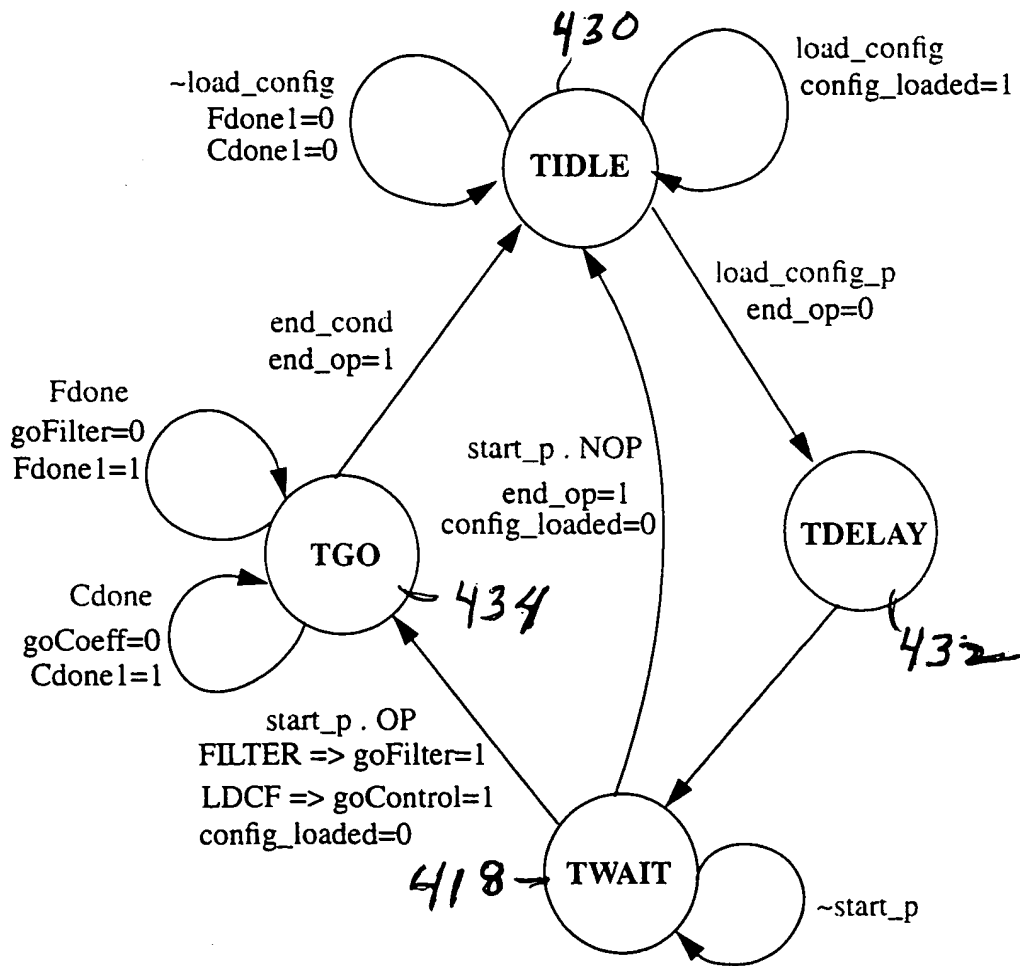 430
~load_config
Fdone1=0
Cdone1=0
load_config
config_loaded=1
TIDLE
load_config_p
end_op=0
end_cond
end_op=1
Fdone
goFilter=0
Fdone1=1
start_p . NOP
end_op=1
config_loaded=0
TGO
434
TDELAY
432
Cdone
goCoeff=0
Cdone1=1
start_p . OP
FILTER => goFilter=1
LDCF => goControl=1
config_loaded=0
418
TWAIT
~start_p